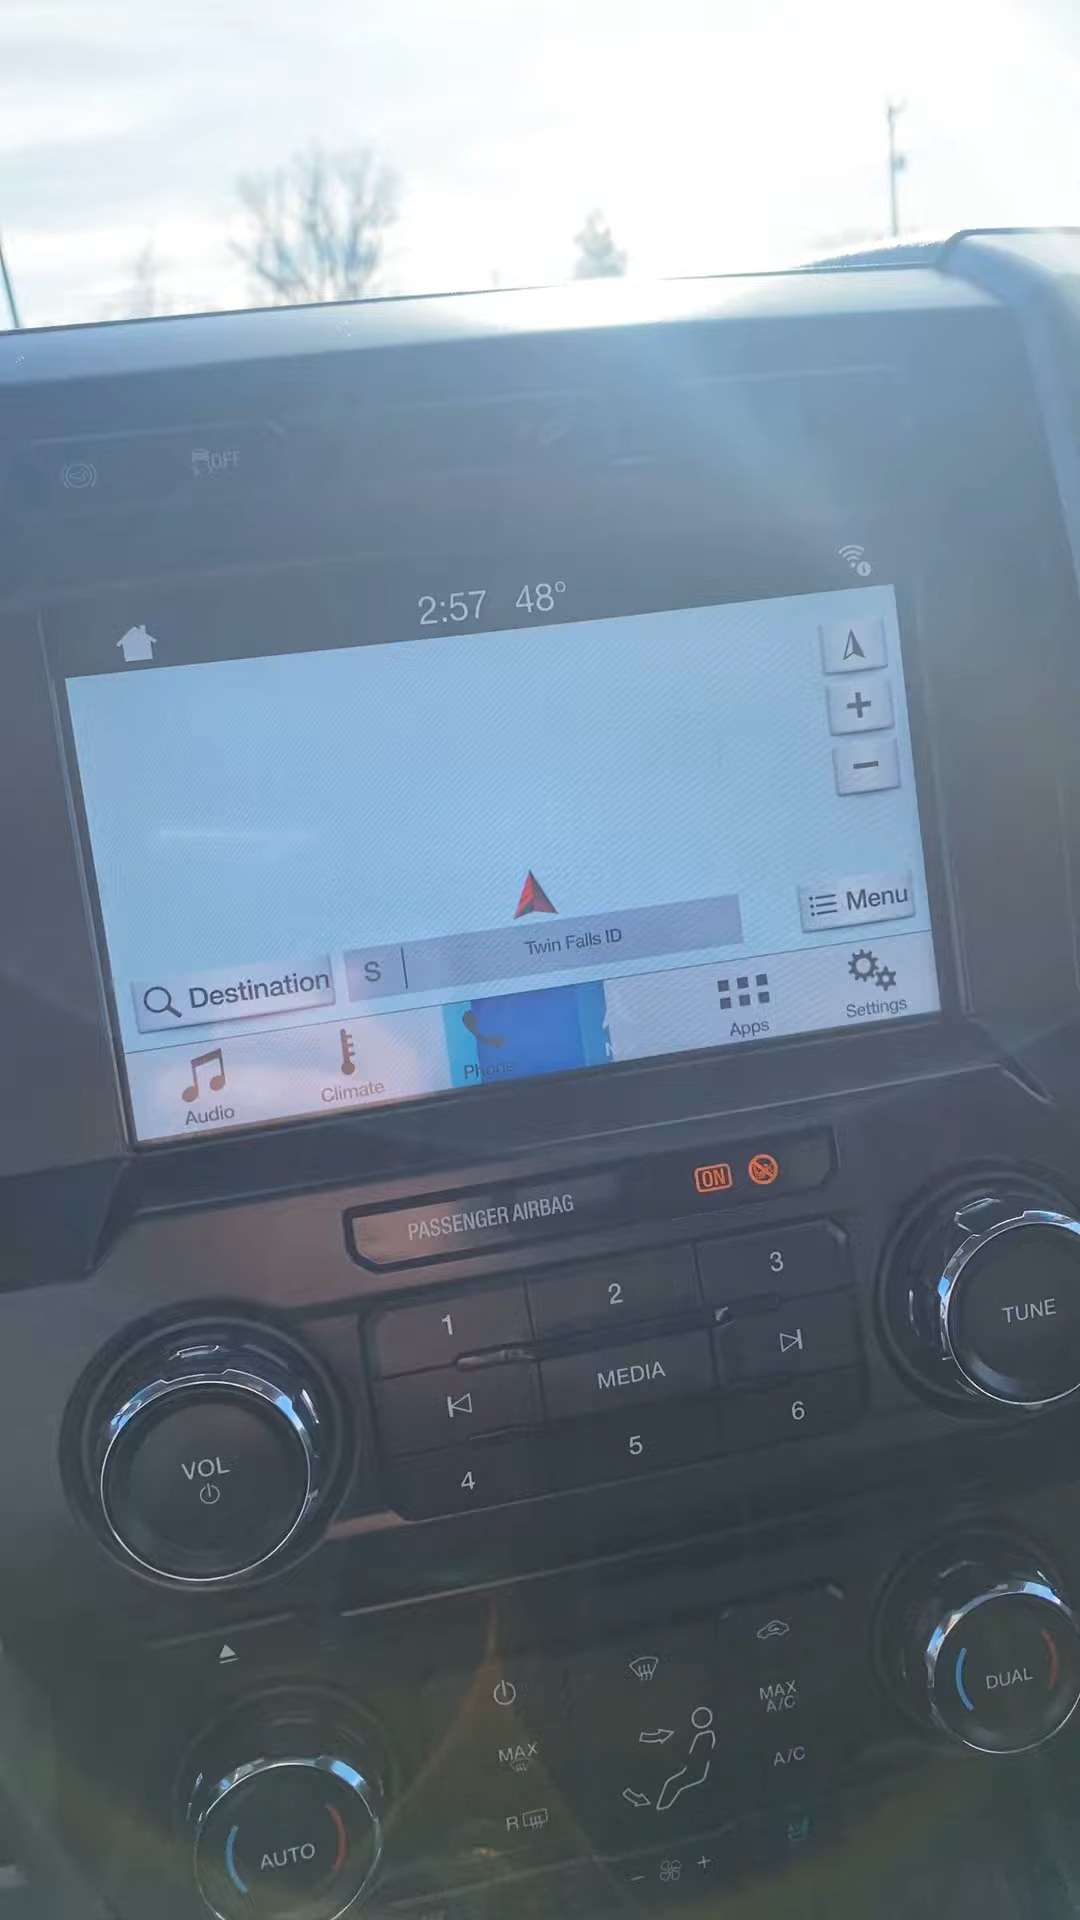 OFF
2:57 48°
Menu
Twin Falls ID
S
Destination
Settings
Apps
Phone
Climate
Audio
ON
PASSENGER AIRBAG
3
2
1
TUNE
MEDIA
6
5
4
VOL
MAX
A/C
DUAL
MAX
A/C
R
AUTO
- +